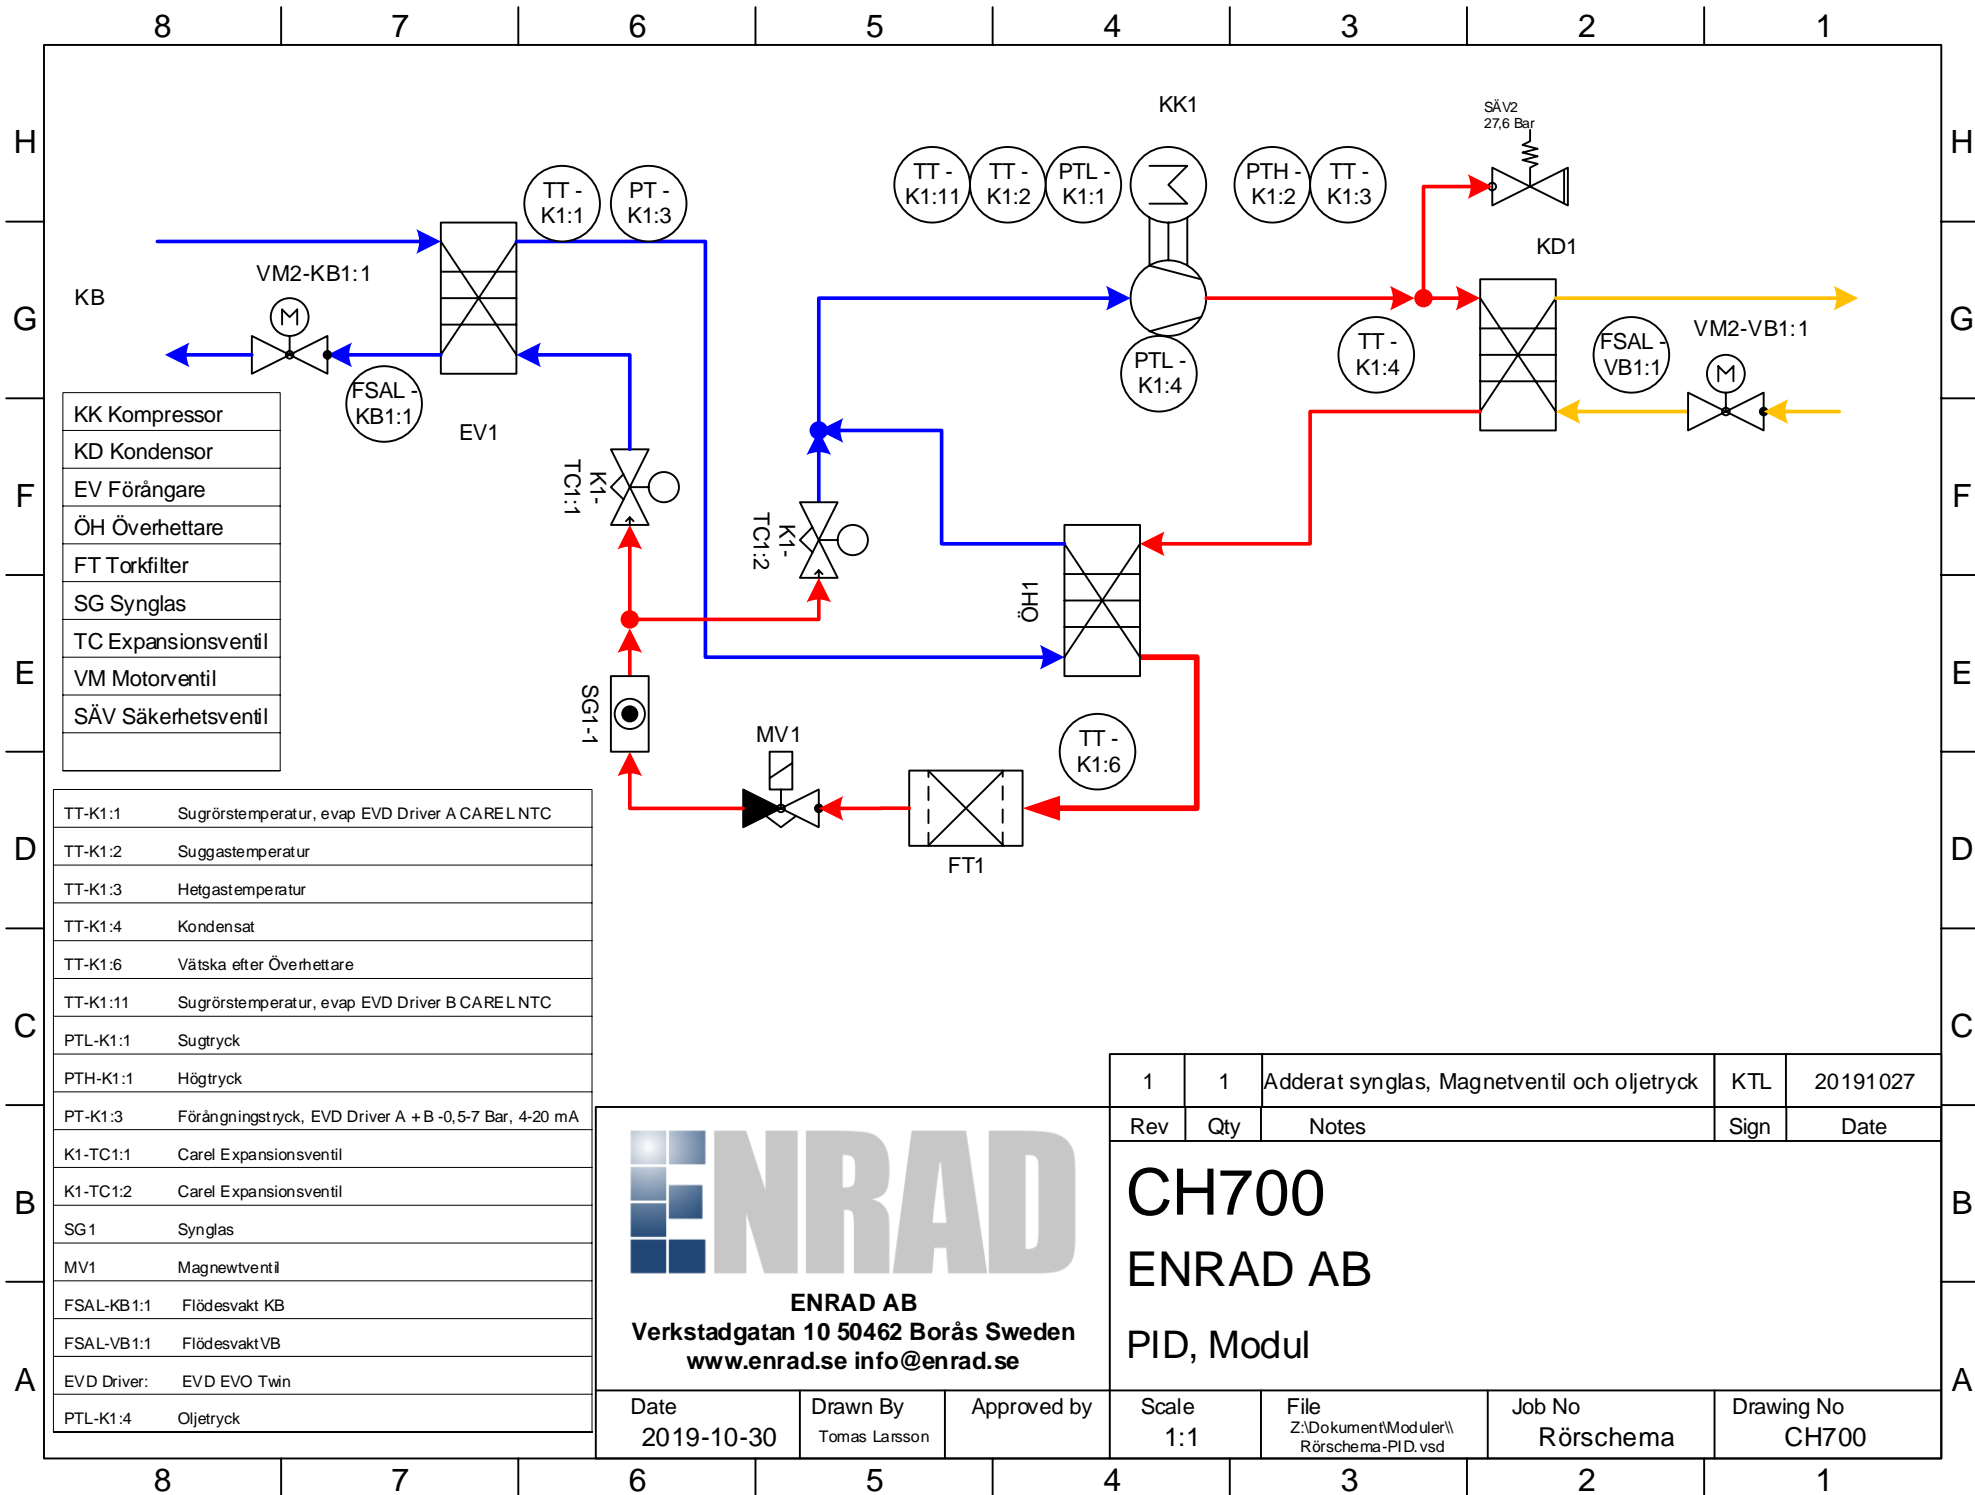 8 7 6 5 4 3 2 1
H H
G G
F F
E E
D D
C C
B B
A A
KK1
SÄV2
27,6 Bar
TT -
K1:1
PT -
K1:3
TT -
K1:11
TT -
K1:2
PTL -
K1:1
PTH -
K1:2
TT -
K1:3
KD1
KB
VM2-KB1:1
M
FSAL -
KB1:1
EV1
PTL -
K1:4
TT -
K1:4
FSAL -
VB1:1
VM2-VB1:1
M
K1-
TC1:1
K1-
TC1:2
ÖH1
SG1-1
MV1
TT -
K1:6
FT1
KK Kompressor
KD Kondensor
EV Förångare
ÖH Överhettare
FT Torkfilter
SG Synglas
TC Expansionsventil
VM Motorventil
SÄV Säkerhetsventil
TT-K1:1 Sugrörstemperatur, evap EVD Driver A CAREL NTC
TT-K1:2 Suggastemperatur
TT-K1:3 Hetgastemperatur
TT-K1:4 Kondensat
TT-K1:6 Vätska efter Överhettare
TT-K1:11 Sugrörstemperatur, evap EVD Driver B CAREL NTC
PTL-K1:1 Sugtryck
PTH-K1:1 Högtryck
PT-K1:3 Förångningstryck, EVD Driver A + B -0,5-7 Bar, 4-20 mA
K1-TC1:1 Carel Expansionsventil
K1-TC1:2 Carel Expansionsventil
SG1 Synglas
MV1 Magnewtventil
FSAL-KB1:1 Flödesvakt KB
FSAL-VB1:1 Flödesvakt VB
EVD Driver: EVD EVO Twin
PTL-K1:4 Oljetryck
ENRAD
ENRAD AB
Verkstadgatan 10 50462 Borås Sweden
www.enrad.se info@enrad.se
1 1 Adderat synglas, Magnetventil och oljetryck KTL 20191027
Rev Qty Notes Sign Date
CH700
ENRAD AB
PID, Modul
Date
2019-10-30
Drawn By
Tomas Larsson
Approved by
Scale
1:1
File
Z:\Dokument\Moduler\\
Rörschema-PID.vsd
Job No
Rörschema
Drawing No
CH700
8 7 6 5 4 3 2 1